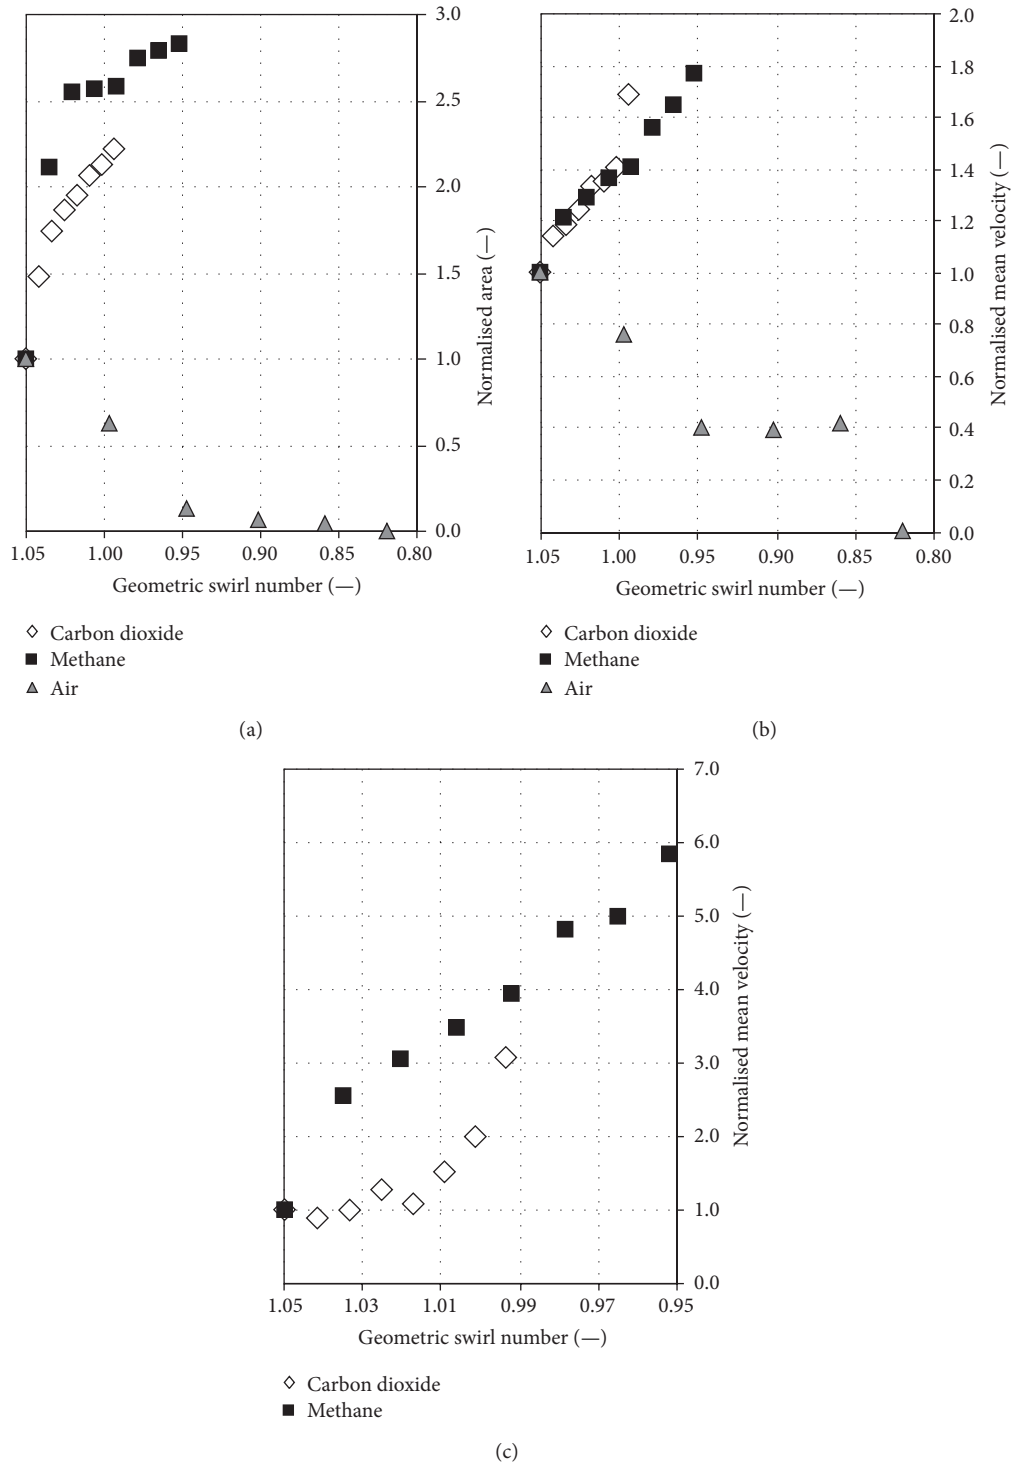 3.0
2.5
2.0
1.5
1.0
0.5
0.0
Normalised area (—)
1.05 1.00 0.95 0.90 0.85 0.80
Geometric swirl number (—)
Carbon dioxide
Methane
Air
(a)
2.0
1.8
1.6
1.4
1.2
1.0
0.8
0.6
0.4
0.2
0.0
Normalised mean velocity (—)
1.05 1.00 0.95 0.90 0.85 0.80
Geometric swirl number (—)
Carbon dioxide
Methane
Air
(b)
7.0
6.0
5.0
4.0
3.0
2.0
1.0
0.0
Normalised mean velocity (—)
1.05 1.03 1.01 0.99 0.97 0.95
Geometric swirl number (—)
Carbon dioxide
Methane
(c)